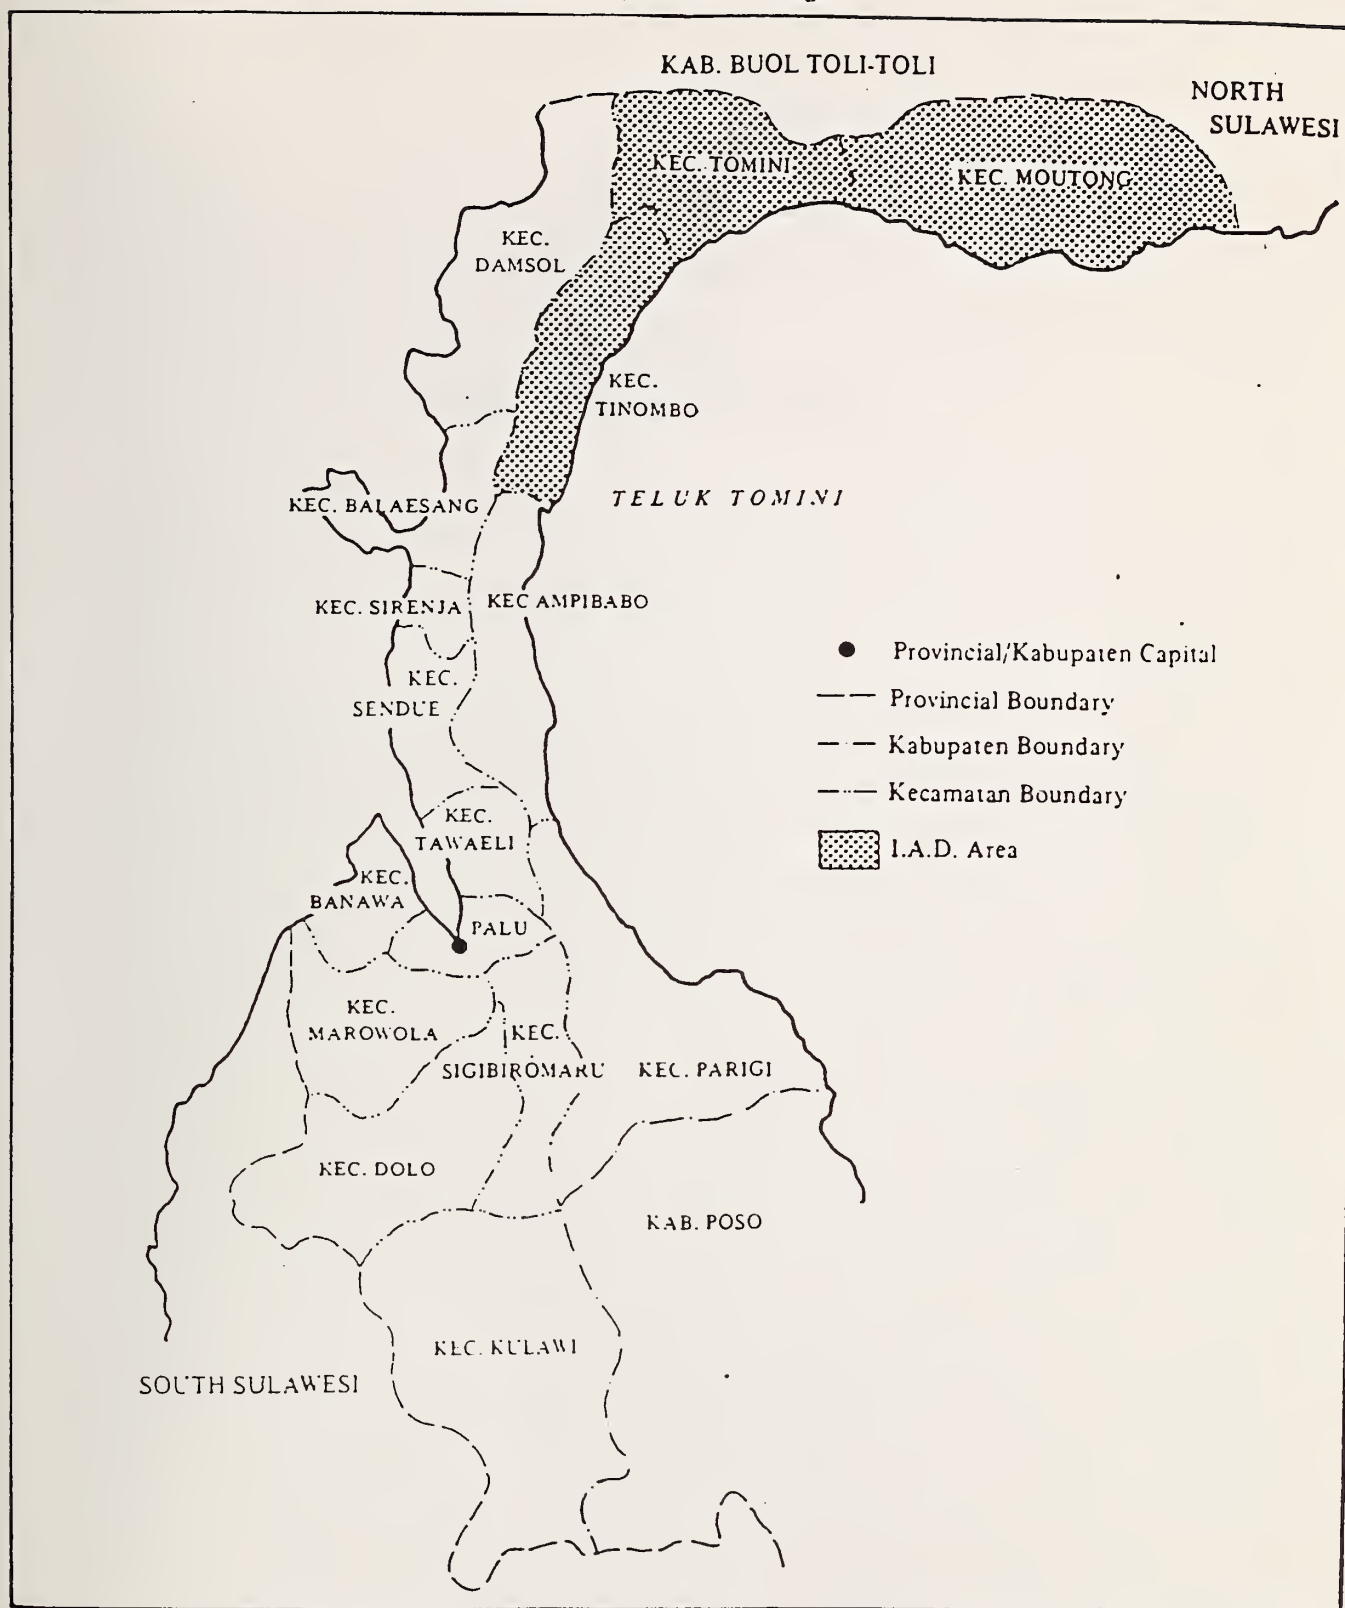 KAB. BUOL TOLI-TOLI
NORTH
SULAWESI
KEC. TOMINI
KEC. MOUTONG
KEC.
DAMSOL
KEC.
TINOMBO
KEC. BALAESANG
TELUK TOMINI
KEC. SIRENJA
KEC AMPIBABO
KEC.
SENDUE
Provincial/Kabupaten Capital
Provincial Boundary
Kabupaten Boundary
Kecamatan Boundary
I.A.D. Area
KEC.
TAWAELI
KEC.
BANAWA
PALU
KEC.
MAROWOLA
KEC.
SIGIBIROMARU
KEC. PARIGI
KEC. DOLO
KAB. POSO
KEC. KULAWI
SOUTH SULAWESI